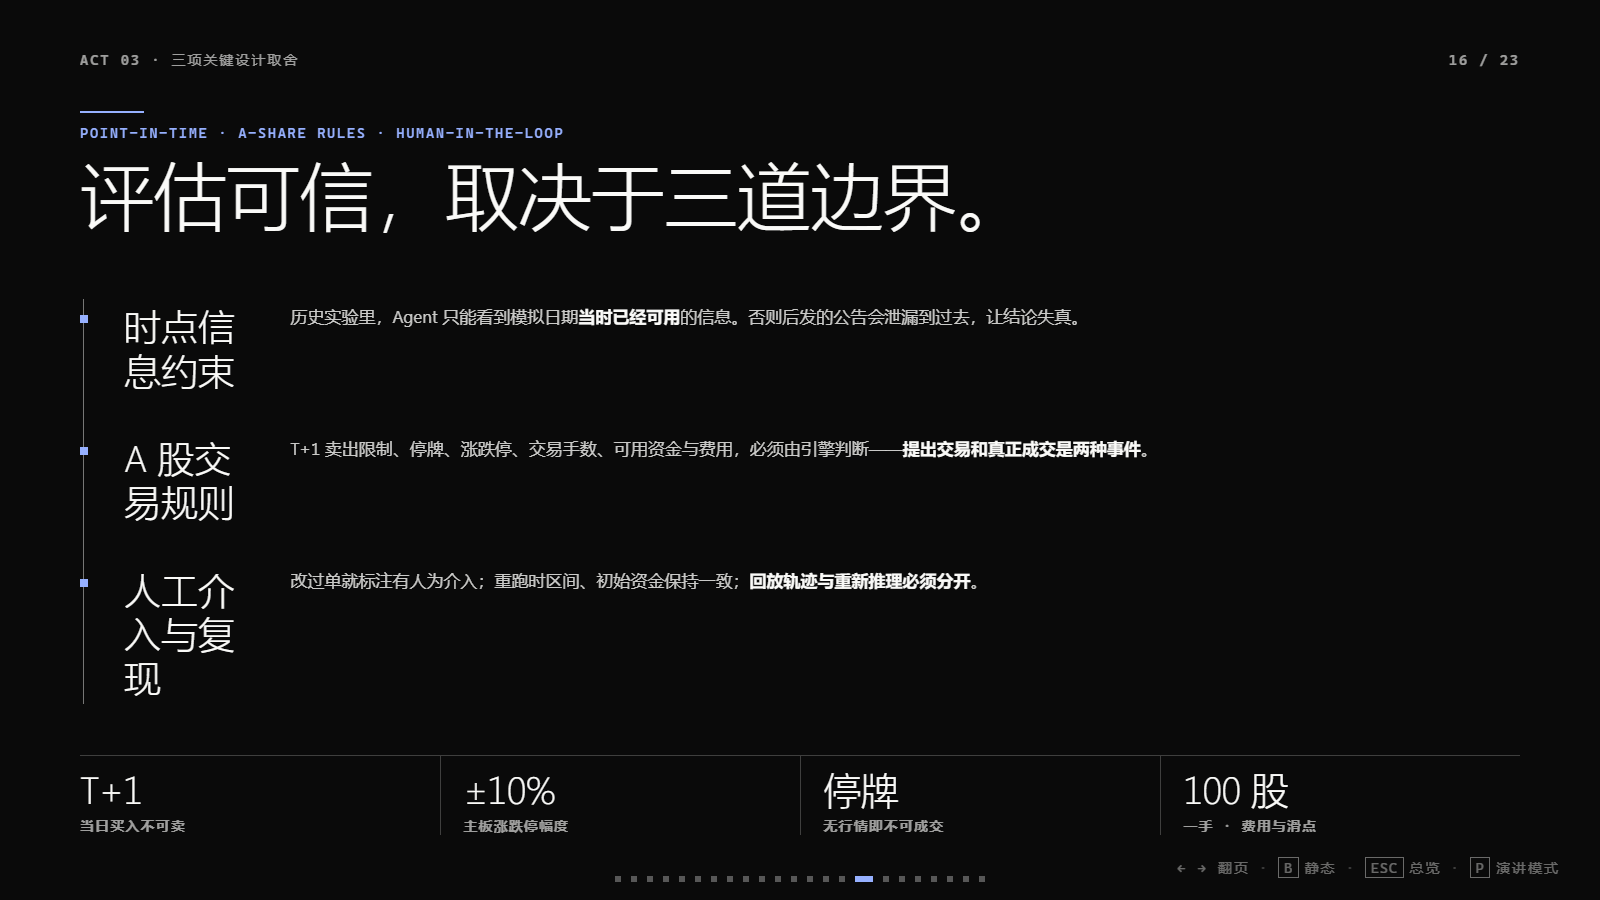 ACT 03 · 三项关键设计取舍
16 / 23
POINT-IN-TIME · A-SHARE RULES · HUMAN-IN-THE-LOOP
评估可信，取决于三道边界。
时点信
息约束
历史实验里，Agent 只能看到模拟日期当时已经可用的信息。否则后发的公告会泄漏到过去，让结论失真。
A 股交
易规则
T+1 卖出限制、停牌、涨跌停、交易手数、可用资金与费用，必须由引擎判断——提出交易和真正成交是两种事件。
人工介
入与复
现
改过单就标注有人为介入；重跑时区间、初始资金保持一致；回放轨迹与重新推理必须分开。
T+1
当日买入不可卖
±10%
主板涨跌停幅度
停牌
无行情即不可成交
100 股
一手 · 费用与滑点
← → 翻页 · B 静态 · ESC 总览 · P 演讲模式